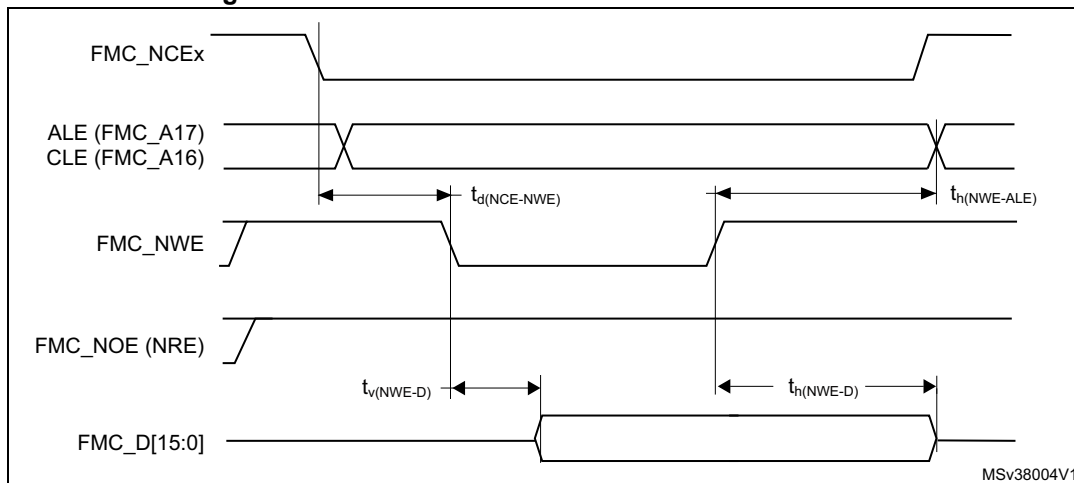 FMC_NCEx
ALE (FMC_A17)
CLE (FMC_A16)
td(NCE-NWE)
th(NWE-ALE)
FMC_NWE
FMC_NOE (NRE)
tv(NWE-D)
th(NWE-D)
FMC_D[15:0]
MSv38004V1